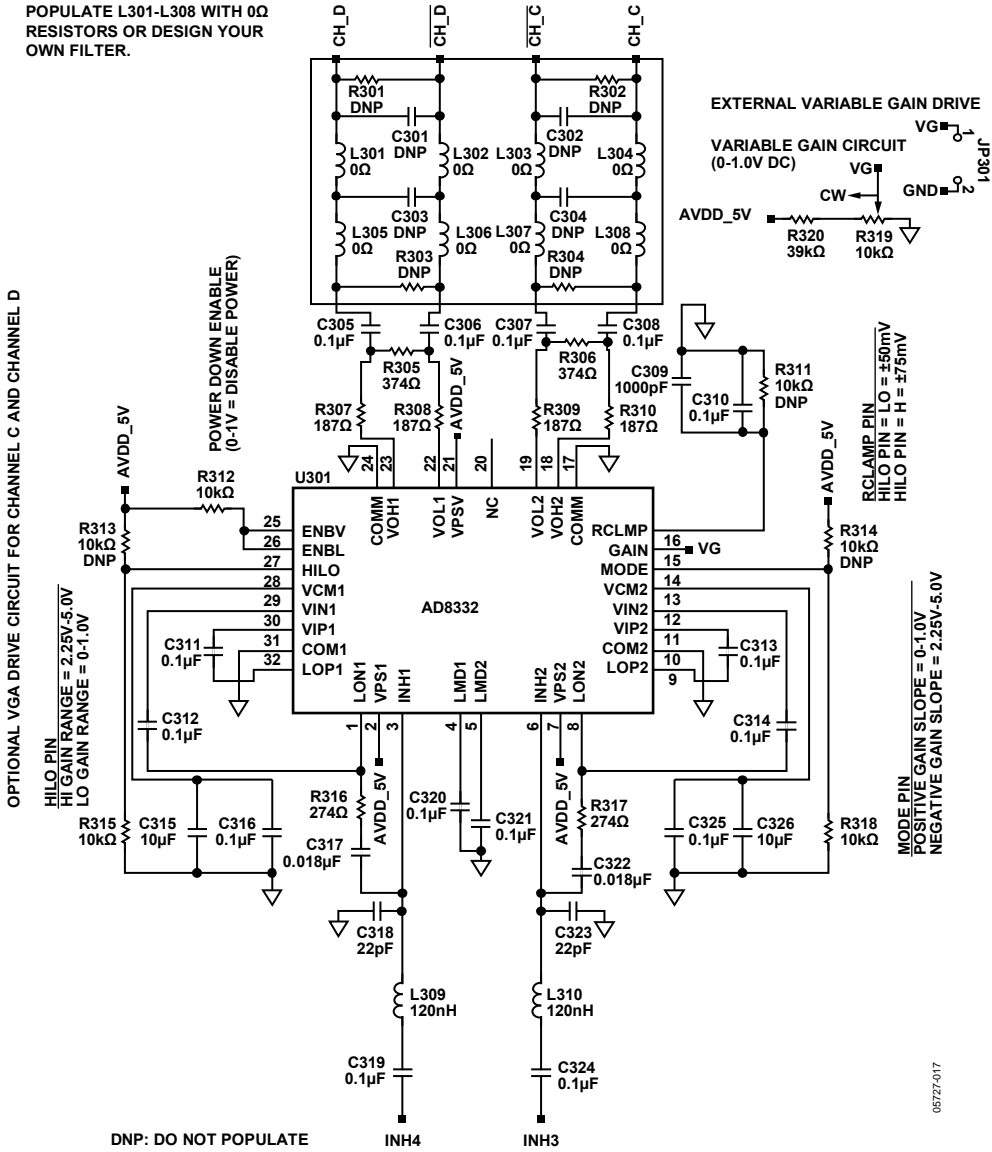 POPULATE L301-L308 WITH 0Ω
RESISTORS OR DESIGN YOUR
OWN FILTER.
CH_D
CH_D
CH_C
CH_C
R301
DNP
R302
DNP
C301
DNP
C302
DNP
L301
0Ω
L302
0Ω
L303
0Ω
L304
0Ω
C303
DNP
C304
DNP
L305
0Ω
L306
0Ω
L307
0Ω
L308
0Ω
R303
DNP
R304
DNP
EXTERNAL VARIABLE GAIN DRIVE
VG
1
JP301
VARIABLE GAIN CIRCUIT
(0-1.0V DC)
VG
CW
GND
2
AVDD_5V
R320
39kΩ
R319
10kΩ
OPTIONAL VGA DRIVE CIRCUIT FOR CHANNEL C AND CHANNEL D
POWER DOWN ENABLE
(0-1V = DISABLE POWER)
C305
0.1µF
C306
0.1µF
C307
0.1µF
C308
0.1µF
R305
374Ω
R306
374Ω
AVDD_5V
C309
1000pF
C310
0.1µF
R311
10kΩ
DNP
R307
187Ω
R308
187Ω
R309
187Ω
R310
187Ω
RCLAMP PIN
HILO PIN = LO = ±50mV
HILO PIN = H = ±75mV
AVDD_5V
AVDD_5V
R312
10kΩ
R313
10kΩ
DNP
R314
10kΩ
DNP
U301
24
23
22
21
20
19
18
17
COMM
VOH1
VOL1
VPSV
NC
VOL2
VOH2
COMM
25
ENBV
26
ENBL
27
HILO
28
VCM1
29
VIN1
30
VIP1
31
COM1
32
LOP1
AD8332
RCLMP
16
GAIN
VG
15
MODE
14
VCM2
13
VIN2
12
VIP2
11
COM2
10
LOP2
9
LON1
VPS1
INH1
LMD1
LMD2
INH2
VPS2
LON2
1
2
3
4
5
6
7
8
C311
0.1µF
C312
0.1µF
C313
0.1µF
C314
0.1µF
HILO PIN
HI GAIN RANGE = 2.25V-5.0V
LO GAIN RANGE = 0-1.0V
MODE PIN
POSITIVE GAIN SLOPE = 0-1.0V
NEGATIVE GAIN SLOPE = 2.25V-5.0V
R315
10kΩ
C315
10µF
C316
0.1µF
R316
274Ω
AVDD_5V
C317
0.018µF
C320
0.1µF
C321
0.1µF
AVDD_5V
R317
274Ω
C322
0.018µF
C325
0.1µF
C326
10µF
R318
10kΩ
C318
22pF
C323
22pF
L309
120nH
L310
120nH
C319
0.1µF
C324
0.1µF
INH4
INH3
DNP: DO NOT POPULATE
05727-017